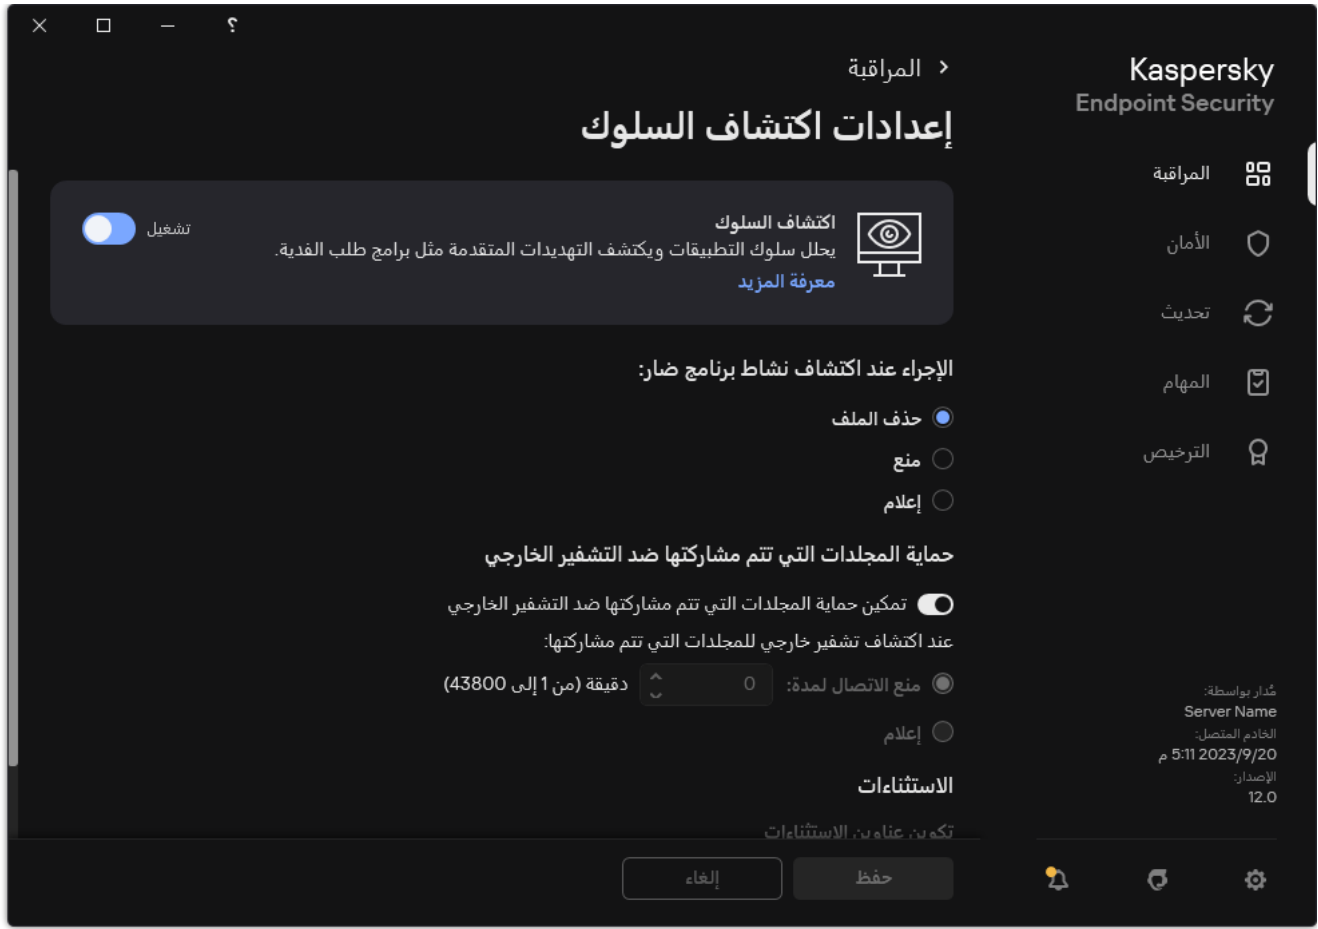 ؟
Kaspersky
Endpoint Security
المراقبة
الأمان
تحديث
المهام
الترخيص
مُدار بواسطة:
Server Name
الخادم المتصل:
2023/9/20 5:11 م
الإصدار:
12.0
المراقبة
إعدادات اكتشاف السلوك
اكتشاف السلوك
يحلل سلوك التطبيقات ويكتشف التهديدات المتقدمة مثل برامج طلب الفدية.
معرفة المزيد
تشغيل
الإجراء عند اكتشاف نشاط برنامج ضار:
حذف الملف
منع
إعلام
حماية المجلدات التي تتم مشاركتها ضد التشفير الخارجي
تمكين حماية المجلدات التي تتم مشاركتها ضد التشفير الخارجي
عند اكتشاف تشفير خارجي للمجلدات التي تتم مشاركتها:
منع الاتصال لمدة: 0 دقيقة (من 1 إلى 43800)
إعلام
الاستثناءات
تكوين عناوين الاستثناءات
حفظ
إلغاء